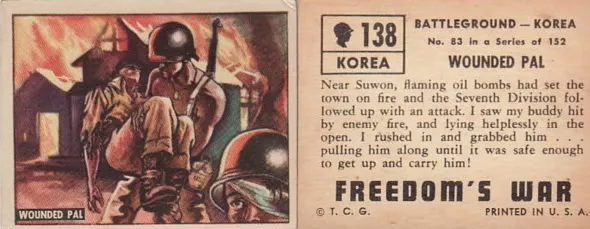 WOUNDED PAL
138
KOREA
BATTLEGROUND — KOREA
No. 83 in a Series of 152
WOUNDED PAL
Near Suwon, flaming oil bombs had set the
town on fire and the Seventh Division fol-
lowed up with an attack. I saw my buddy hit
by enemy fire, and lying helplessly in the
open. I rushed in and grabbed him . . .
pulling him along until it was safe enough
to get up and carry him!
FREEDOM'S WAR
© T. C. G.
PRINTED IN U. S. A.